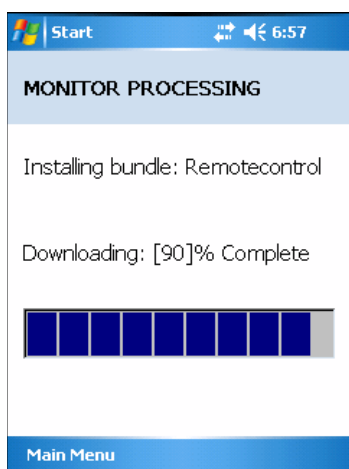 Start 6:57
MONITOR PROCESSING
Installing bundle: Remotecontrol
Downloading: [90]% Complete
Main Menu